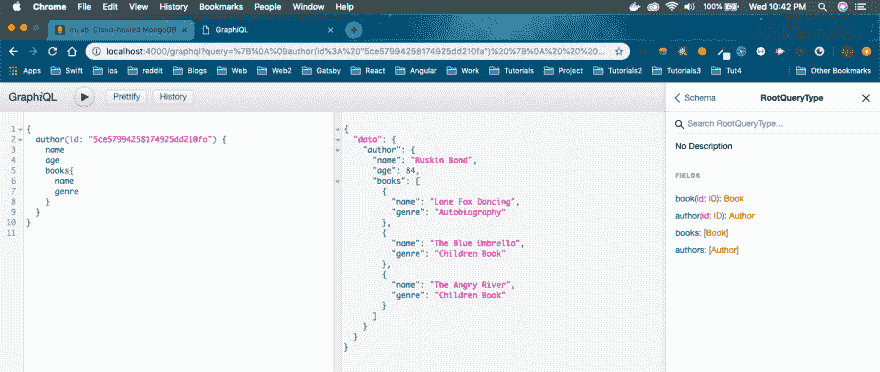 Chrome File Edit View History Bookmarks People Window Help 100% Wed 10:42 PM
mLab: Cloud-hosted MongoDB GraphiQL
localhost:4000/graphql?query=%7B%0A%09author(id%3A%20"5ce57994258174925dd210fa")%20%7B%0A%20%20%20...
Apps Swift ios reddit Blogs Web Web2 Gatsby React Angular Work Tutorials Project Tutorials2 Tutorials3 Tut4 Other Bookmarks
GraphiQL Prettify History Schema RootQueryType
Search RootQueryType...
No Description
FIELDS
book(id: ID): Book
author(id: ID): Author
books: [Book]
authors: [Author]
1 {
2 author(id: "5ce57994258174925dd210fa") {
3 name
4 age
5 books{
6 name
7 genre
8 }
9 }
10 }
11
{
"data": {
"author": {
"name": "Ruskin Bond",
"age": 84,
"books": [
{
"name": "Lone Fox Dancing",
"genre": "Autobiography"
},
{
"name": "The Blue Umbrella",
"genre": "Children Book"
},
{
"name": "The Angry River",
"genre": "Children Book"
}
]
}
}
}